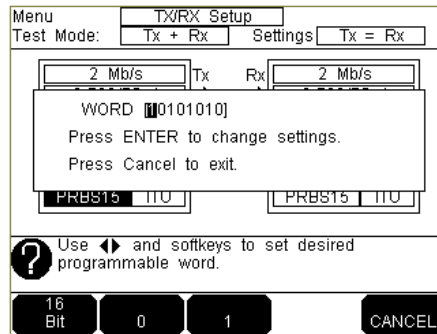 Menu TX/RX Setup
Test Mode: Tx + Rx Settings Tx = Rx
2 Mb/s Tx Rx 2 Mb/s
WORD [10101010]
Press ENTER to change settings.
Press Cancel to exit.
PRBS15 ITU PRBS15 ITU
? Use ◀▶ and softkeys to set desired
programmable word.
16
Bit 0 1 CANCEL